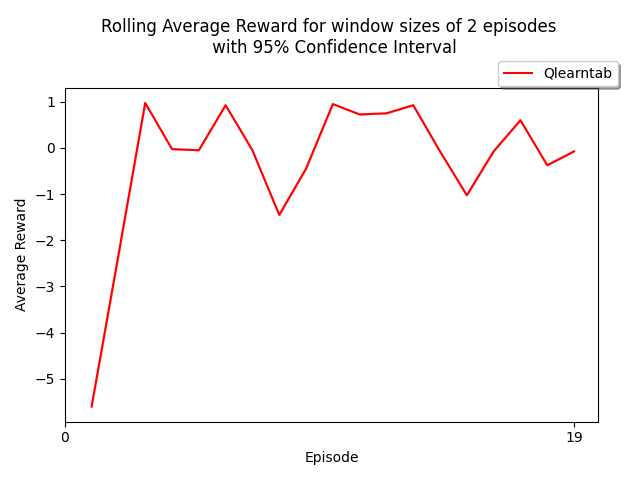 Rolling Average Reward for window sizes of 2 episodes
with 95% Confidence Interval
Qlearntab
1
0
−1
−2
−3
−4
−5
Average Reward
0
19
Episode